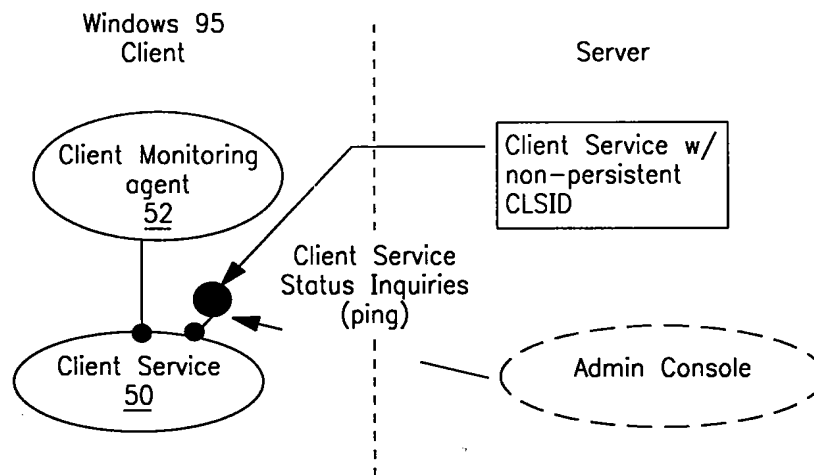 Windows 95
Client
Server
Client Monitoring
agent
52
Client Service w/
non-persistent
CLSID
Client Service
Status Inquiries
(ping)
Client Service
50
Admin Console